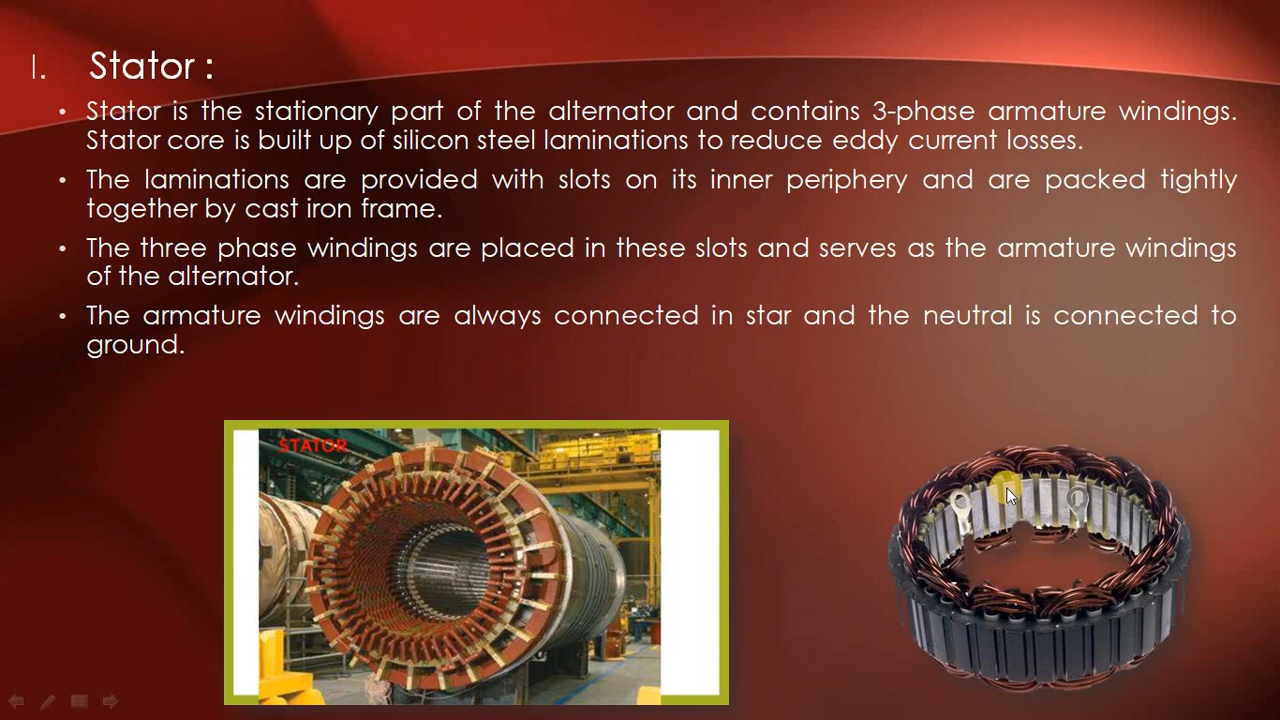 I. Stator :
• Stator is the stationary part of the alternator and contains 3-phase armature windings.
Stator core is built up of silicon steel laminations to reduce eddy current losses.
• The laminations are provided with slots on its inner periphery and are packed tightly
together by cast iron frame.
• The three phase windings are placed in these slots and serves as the armature windings
of the alternator.
• The armature windings are always connected in star and the neutral is connected to
ground.
STATOR